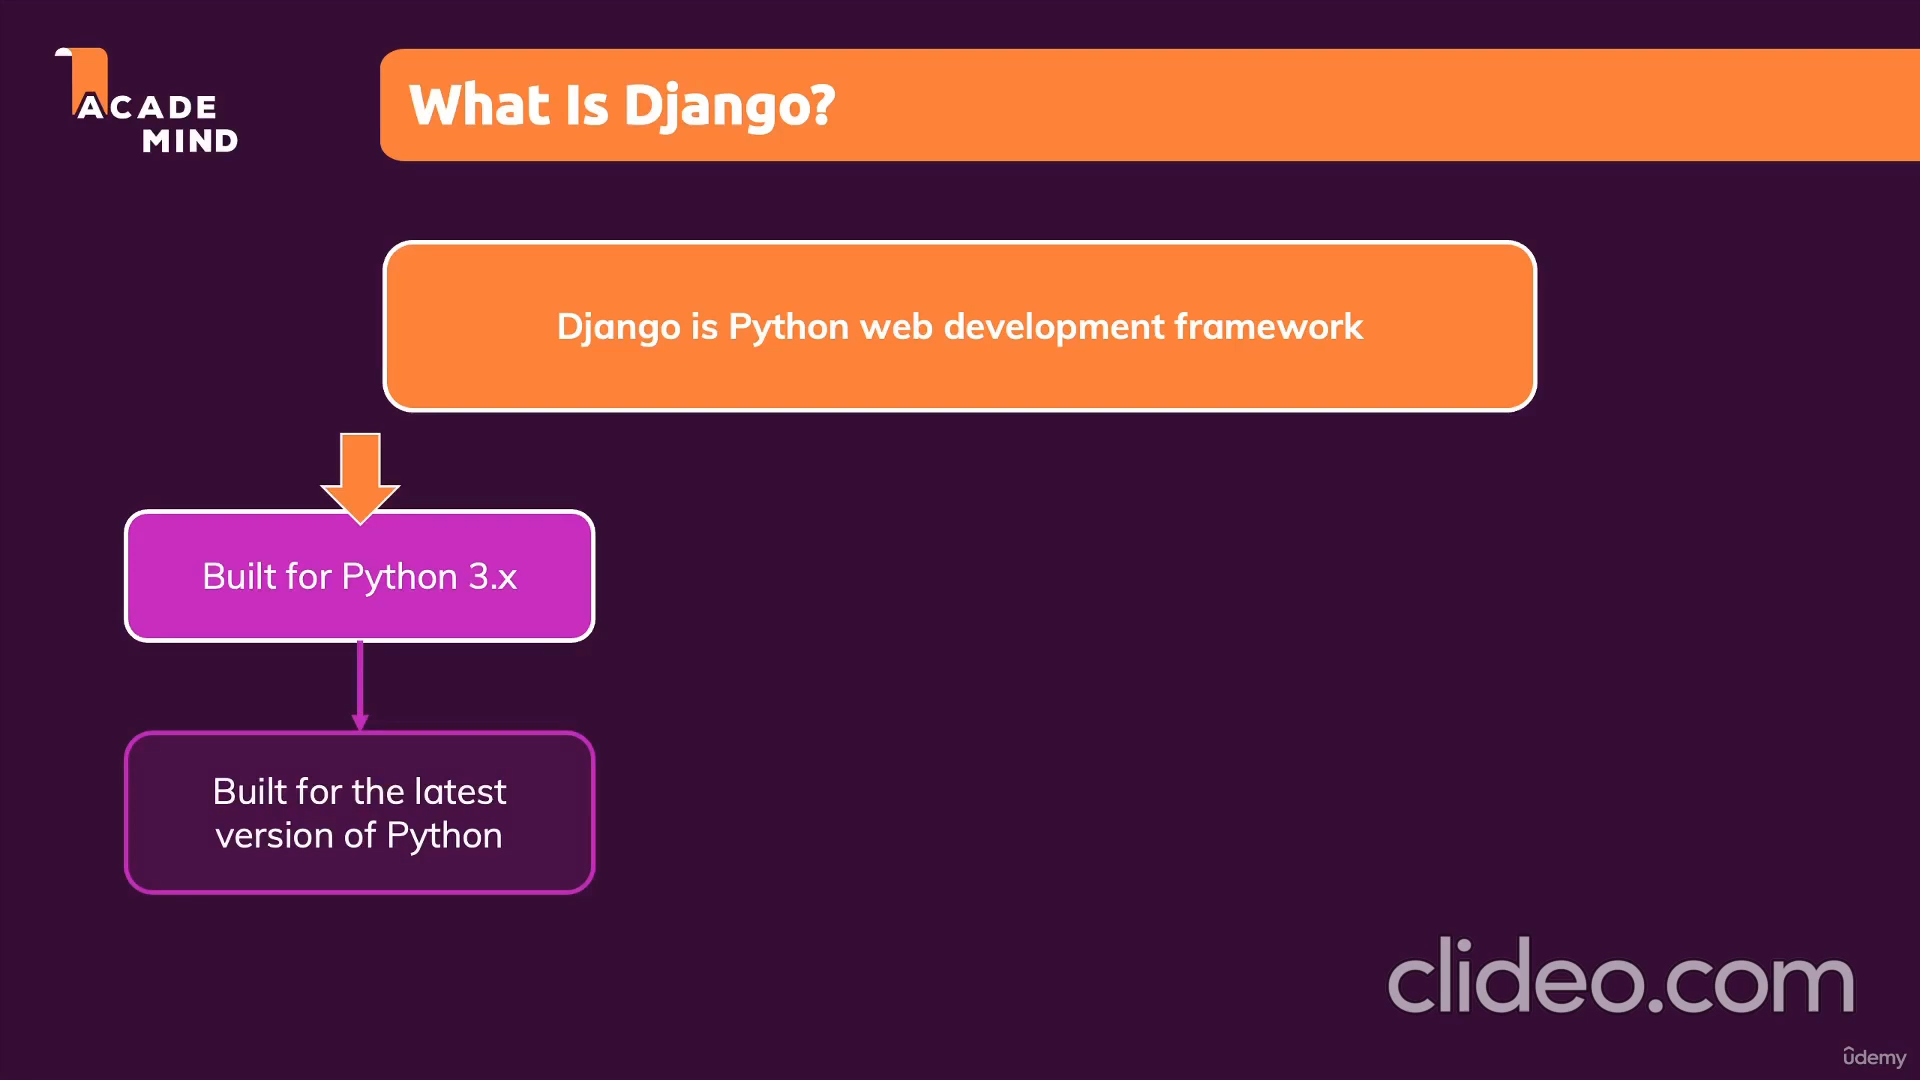 ACADE
MIND
What Is Django?
Django is Python web development framework
Built for Python 3.x
Built for the latest
version of Python
clideo.com
ûdemy